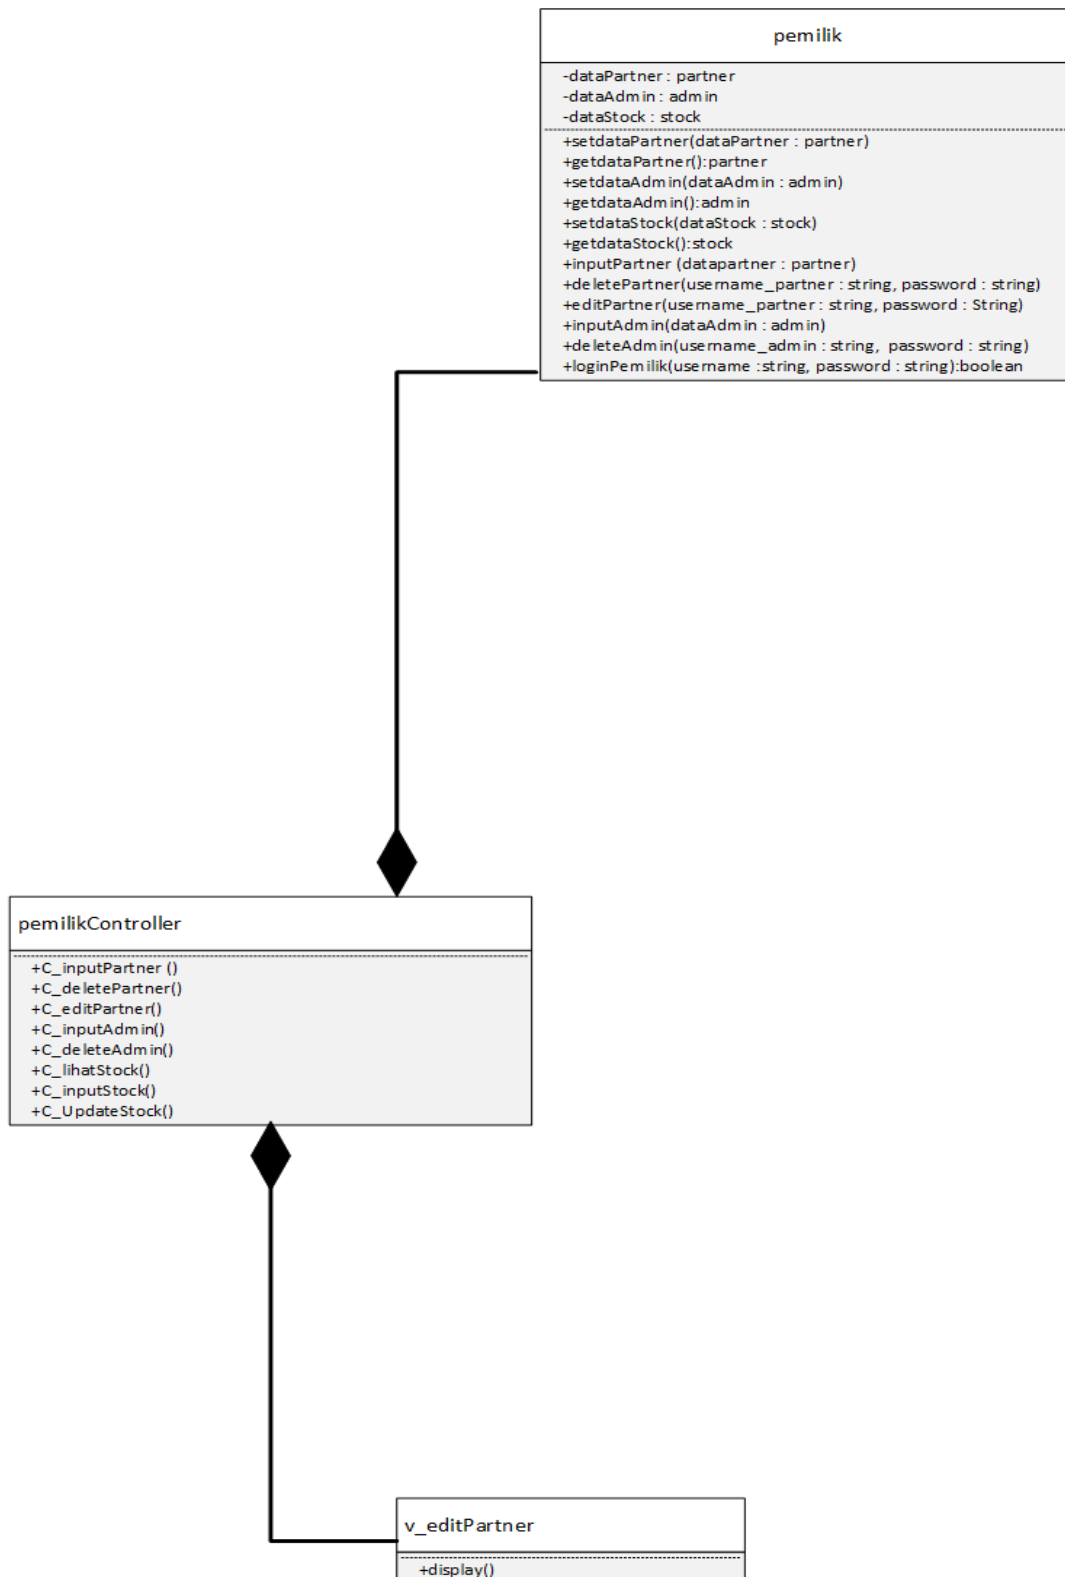 pemilik
-dataPartner : partner
-dataAdmin : admin
-dataStock : stock
+setdataPartner(dataPartner : partner)
+getdataPartner():partner
+setdataAdmin(dataAdmin : admin)
+getdataAdmin():admin
+setdataStock(dataStock : stock)
+getdataStock():stock
+inputPartner (datapartner : partner)
+deletePartner(username_partner : string, password : string)
+editPartner(username_partner : string, password : String)
+inputAdmin(dataAdmin : admin)
+deleteAdmin(username_admin : string, password : string)
+loginPemilik(username :string, password : string):boolean
pemilikController
+C_inputPartner ()
+C_deletePartner()
+C_editPartner()
+C_inputAdmin()
+C_deleteAdmin()
+C_lihatStock()
+C_inputStock()
+C_UpdateStock()
v_editPartner
+display()